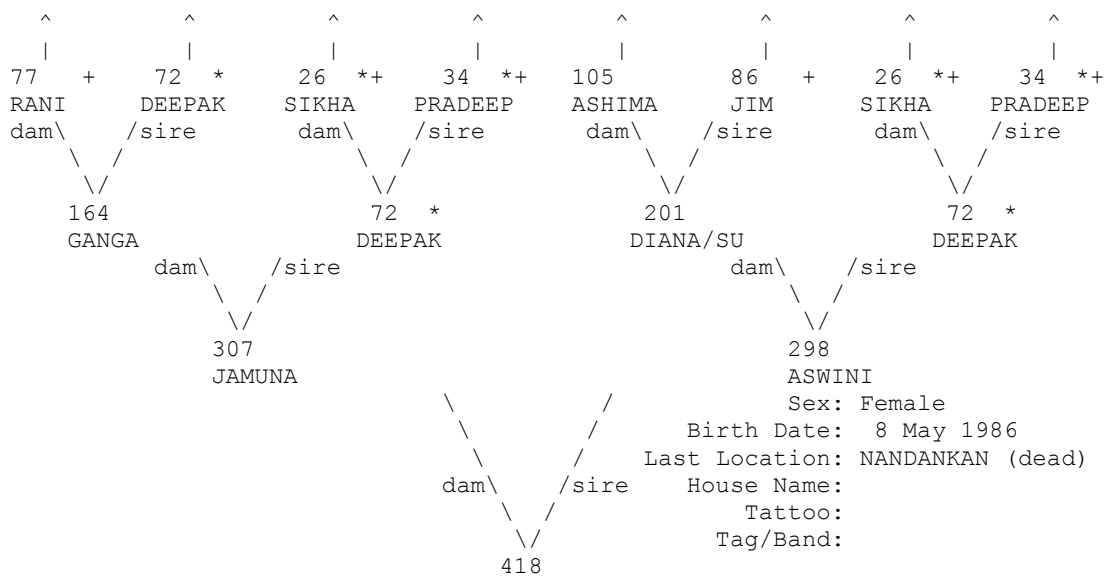 ^ ^ ^ ^ ^ ^ ^ ^
| | | | | | | |
77 + 72 * 26 *+ 34 *+ 105 86 + 26 *+ 34 *+
RANI DEEPAK SIKHA PRADEEP ASHIMA JIM SIKHA PRADEEP
dam\ /sire dam\ /sire dam\ /sire dam\ /sire
\ / \ / \ / \ /
\/ \/ \/ \/
164 72 * 201 72 *
GANGA DEEPAK DIANA/SU DEEPAK
dam\ /sire dam\ /sire
\ / \ /
\/ \/
307 298
JAMUNA ASWINI
\ / Sex: Female
\ / Birth Date: 8 May 1986
\ / Last Location: NANDANKAN (dead)
dam\ /sire House Name:
\ / Tattoo:
\/ Tag/Band:
418